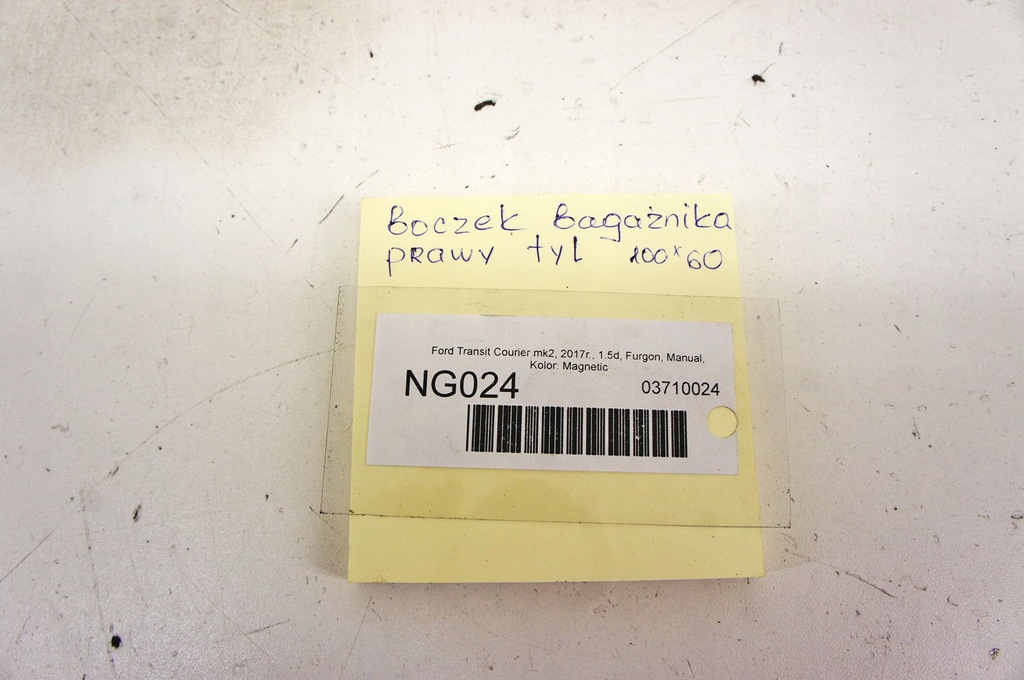 Boczek Bagażnika
prawy tył 100x60
Ford Transit Courier mk2, 2017r., 1.5d, Furgon, Manual,
Kolor: Magnetic
NG024 03710024